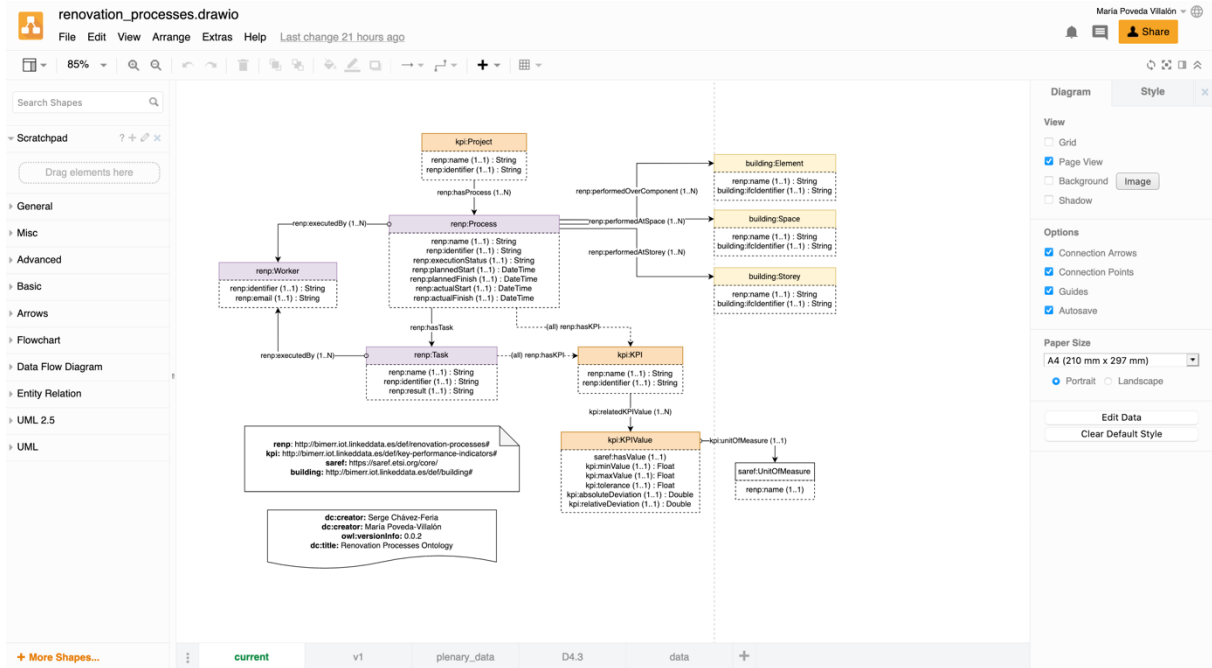 renovation_processes.drawio
María Poveda Villalón
File Edit View Arrange Extras Help Last change 21 hours ago
Share
85%
Search Shapes
Scratchpad
?
Drag elements here
General
Misc
Advanced
Basic
Arrows
Flowchart
Data Flow Diagram
Entity Relation
UML 2.5
UML
+ More Shapes...
kpi:Project
renp:name (1..1) : String
renp:identifier (1..1) : String
renp:hasProcess (1..N)
renp:executedBy (1..N)
renp:Process
renp:name (1..1) : String
renp:identifier (1..1) : String
renp:executionStatus (1..1) : String
renp:plannedStart (1..1) : DateTime
renp:plannedFinish (1..1) : DateTime
renp:actualStart (1..1) : DateTime
renp:actualFinish (1..1) : DateTime
renp:performedOverComponent (1..N)
renp:performedAtSpace (1..N)
renp:performedAtStorey (1..N)
building:Element
renp:name (1..1) : String
building:ifcIdentifier (1..1) : String
building:Space
renp:name (1..1) : String
building:ifcIdentifier (1..1) : String
building:Storey
renp:name (1..1) : String
building:ifcIdentifier (1..1) : String
renp:Worker
renp:identifier (1..1) : String
renp:email (1..1) : String
renp:hasTask
(all) renp:hasKPI
renp:executedBy (1..N)
renp:Task
renp:name (1..1) : String
renp:identifier (1..1) : String
renp:result (1..1) : String
(all) renp:hasKPI
kpi:KPI
renp:name (1..1) : String
renp:identifier (1..1) : String
kpi:relatedKPIValue (1..N)
kpi:KPIValue
saref:hasValue (1..1)
kpi:minValue (1..1) : Float
kpi:maxValue (1..1): Float
kpi:tolerance (1..1) : Float
kpi:absoluteDeviation (1..1) : Double
kpi:relativeDeviation (1..1) : Double
kpi:unitOfMeasure (1..1)
saref:UnitOfMeasure
renp:name (1..1)
renp: http://bimerr.iot.linkeddata.es/def/renovation-processes#
kpi: http://bimerr.iot.linkeddata.es/def/key-performance-indicators#
saref: https://saref.etsi.org/core/
building: http://bimerr.iot.linkeddata.es/def/building#
dc:creator: Serge Chávez-Feria
dc:creator: María Poveda-Villalón
owl:versionInfo: 0.0.2
dc:title: Renovation Processes Ontology
current v1 plenary_data D4.3 data
Diagram Style
View
Grid
Page View
Background Image
Shadow
Options
Connection Arrows
Connection Points
Guides
Autosave
Paper Size
A4 (210 mm x 297 mm)
Portrait Landscape
Edit Data
Clear Default Style